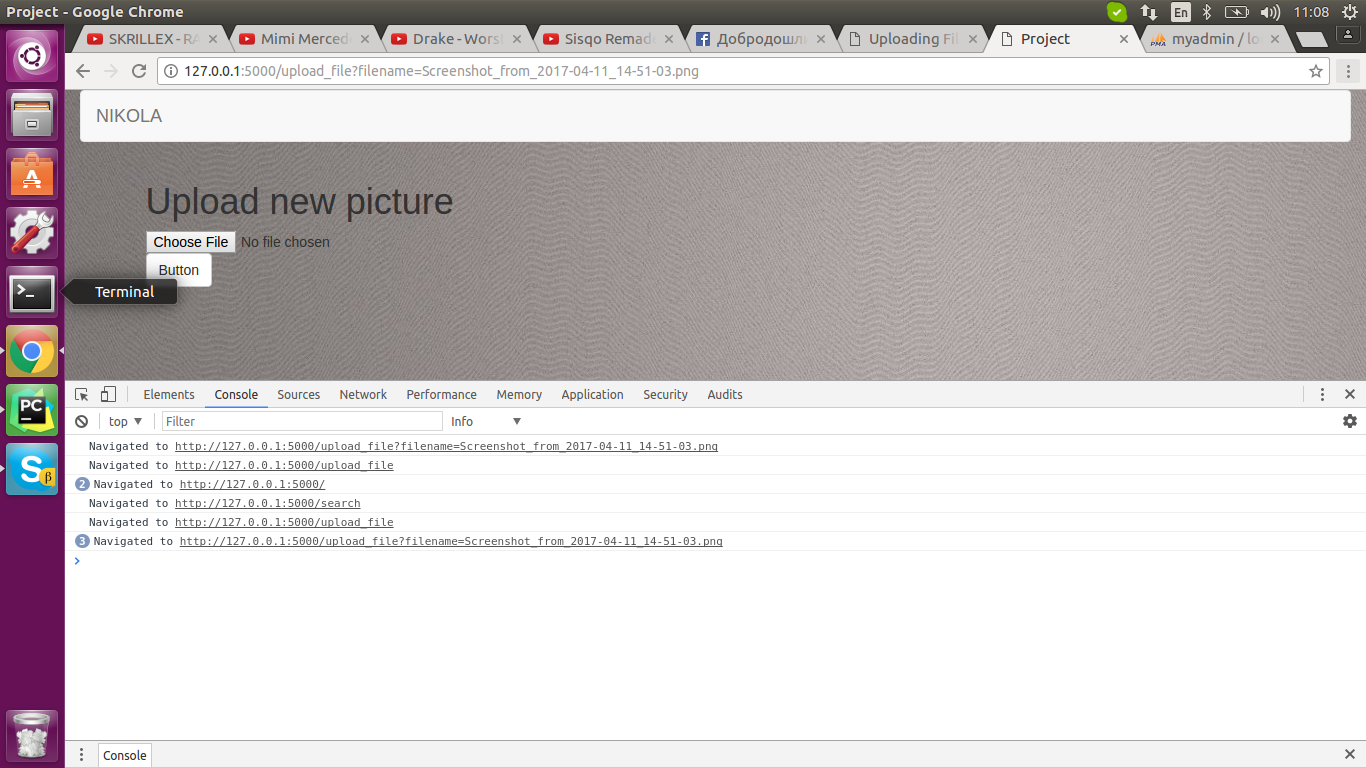 Project - Google Chrome
En
11:08
SKRILLEX - RA
Mimi Merced
Drake - Wors
Sisqo Remad
Добродошл
Uploading Fil
Project
PMA
myadmin / lo
127.0.0.1:5000/upload_file?filename=Screenshot_from_2017-04-11_14-51-03.png
NIKOLA
Upload new picture
Choose File No file chosen
Button
Terminal
PC
S β
Elements Console Sources Network Performance Memory Application Security Audits
top Filter Info
Navigated to http://127.0.0.1:5000/upload_file?filename=Screenshot_from_2017-04-11_14-51-03.png
Navigated to http://127.0.0.1:5000/upload_file
2 Navigated to http://127.0.0.1:5000/
Navigated to http://127.0.0.1:5000/search
Navigated to http://127.0.0.1:5000/upload_file
3 Navigated to http://127.0.0.1:5000/upload_file?filename=Screenshot_from_2017-04-11_14-51-03.png
>
Console